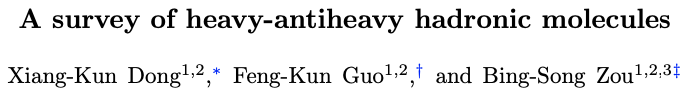 A survey of heavy-antiheavy hadronic molecules
Xiang-Kun Dong1,2,* Feng-Kun Guo1,2,† and Bing-Song Zou1,2,3‡